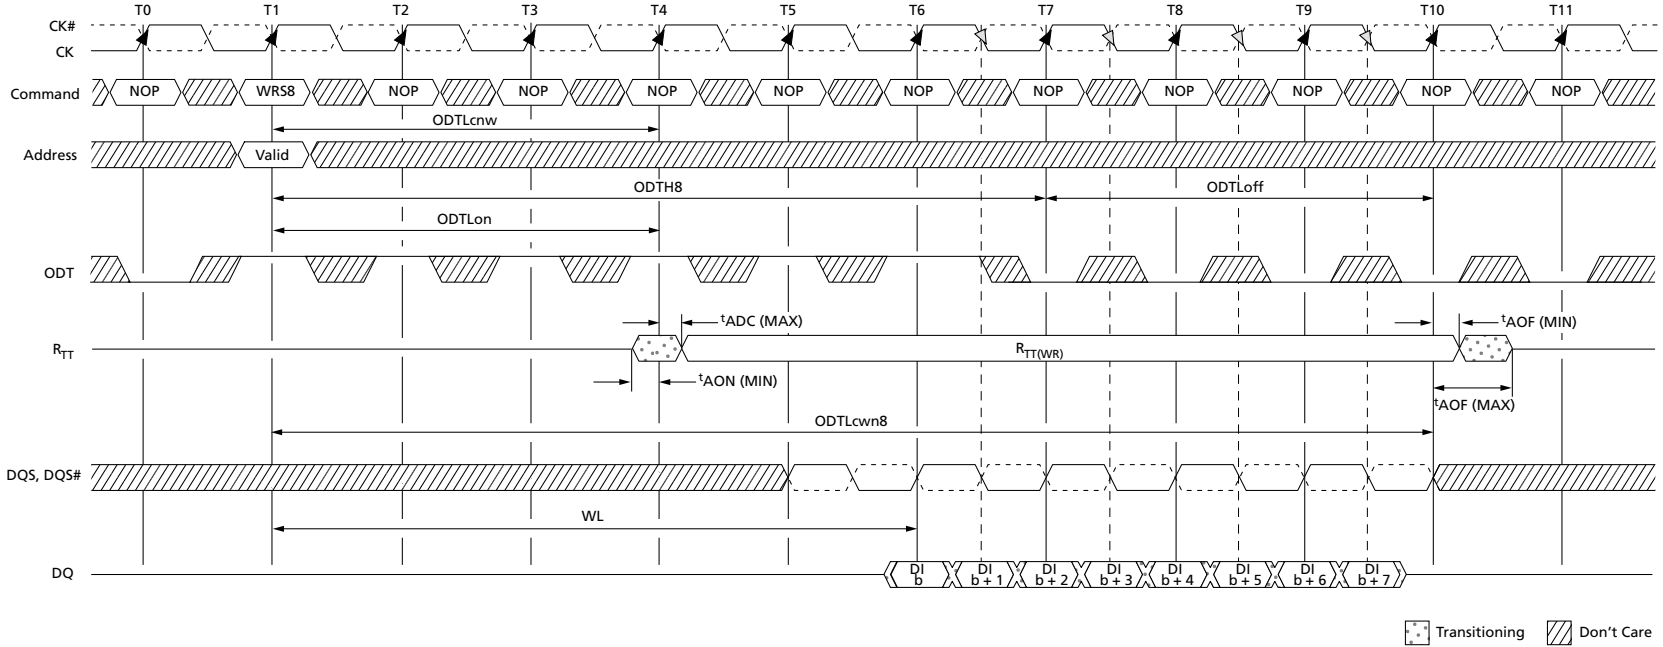 T0 T1 T2 T3 T4 T5 T6 T7 T8 T9 T10 T11
CK#
CK
Command NOP WRS8 NOP NOP NOP NOP NOP NOP NOP NOP NOP NOP
ODTLcnw
Address Valid
ODTH8 ODTLoff
ODTLon
ODT
tADC (MAX) tAOF (MIN)
RTT RTT(WR)
tAON (MIN)
tAOF (MAX)
ODTLcwn8
DQS, DQS#
WL
DQ DI b DI b + 1 DI b + 2 DI b + 3 DI b + 4 DI b + 5 DI b + 6 DI b + 7
Transitioning Don't Care